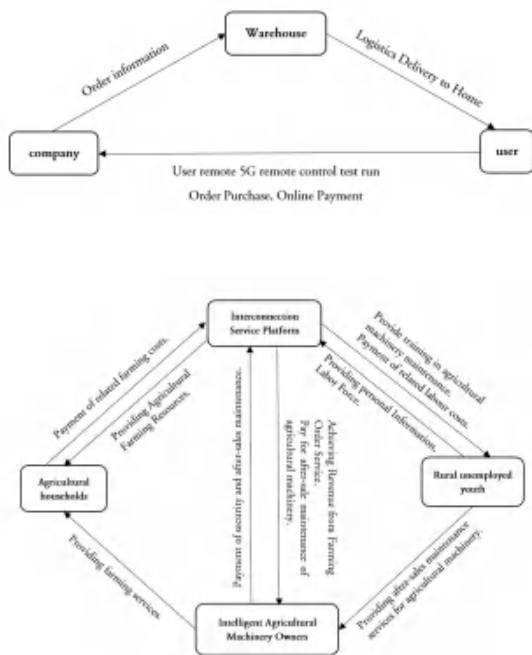 Warehouse
Order information
Logistics Delivery to Home
company
user
User remote 5G remote control test run
Order Purchase, Online Payment
Interconnection
Service Platform
Payment of related farming costs.
Providing Agricultural
Farming Resources.
Payment of security and after-sales maintenance.
Achieving Revenue from Farming
Order Service.
Pay for after-sale maintenance of
agricultural machinery.
Provide training in agricultural
machinery maintenance.
Payment of related labour costs.
Providing personal Information,
Labor Force.
Agricultural
households
Rural unemployed
youth
Providing farming services.
Providing after-sales maintenance
services for agricultural machinery.
Intelligent Agricultural
Machinery Owners